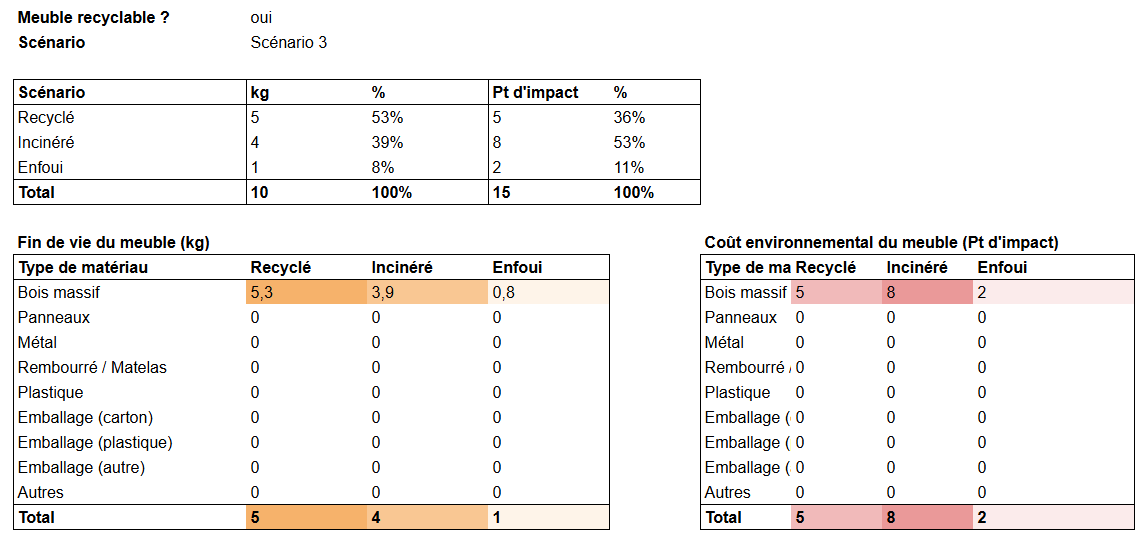 Meuble recyclable ? oui
Scénario Scénario 3
Scénario kg % Pt d'impact %
Recyclé 5 53% 5 36%
Incinéré 4 39% 8 53%
Enfoui 1 8% 2 11%
Total 10 100% 15 100%
Fin de vie du meuble (kg)
Type de matériau Recyclé Incinéré Enfoui
Bois massif 5,3 3,9 0,8
Panneaux 0 0 0
Métal 0 0 0
Rembourré / Matelas 0 0 0
Plastique 0 0 0
Emballage (carton) 0 0 0
Emballage (plastique) 0 0 0
Emballage (autre) 0 0 0
Autres 0 0 0
Total 5 4 1
Coût environnemental du meuble (Pt d'impact)
Type de ma Recyclé Incinéré Enfoui
Bois massif 5 8 2
Panneaux 0 0 0
Métal 0 0 0
Rembourré / 0 0 0
Plastique 0 0 0
Emballage ( 0 0 0
Emballage ( 0 0 0
Emballage ( 0 0 0
Autres 0 0 0
Total 5 8 2